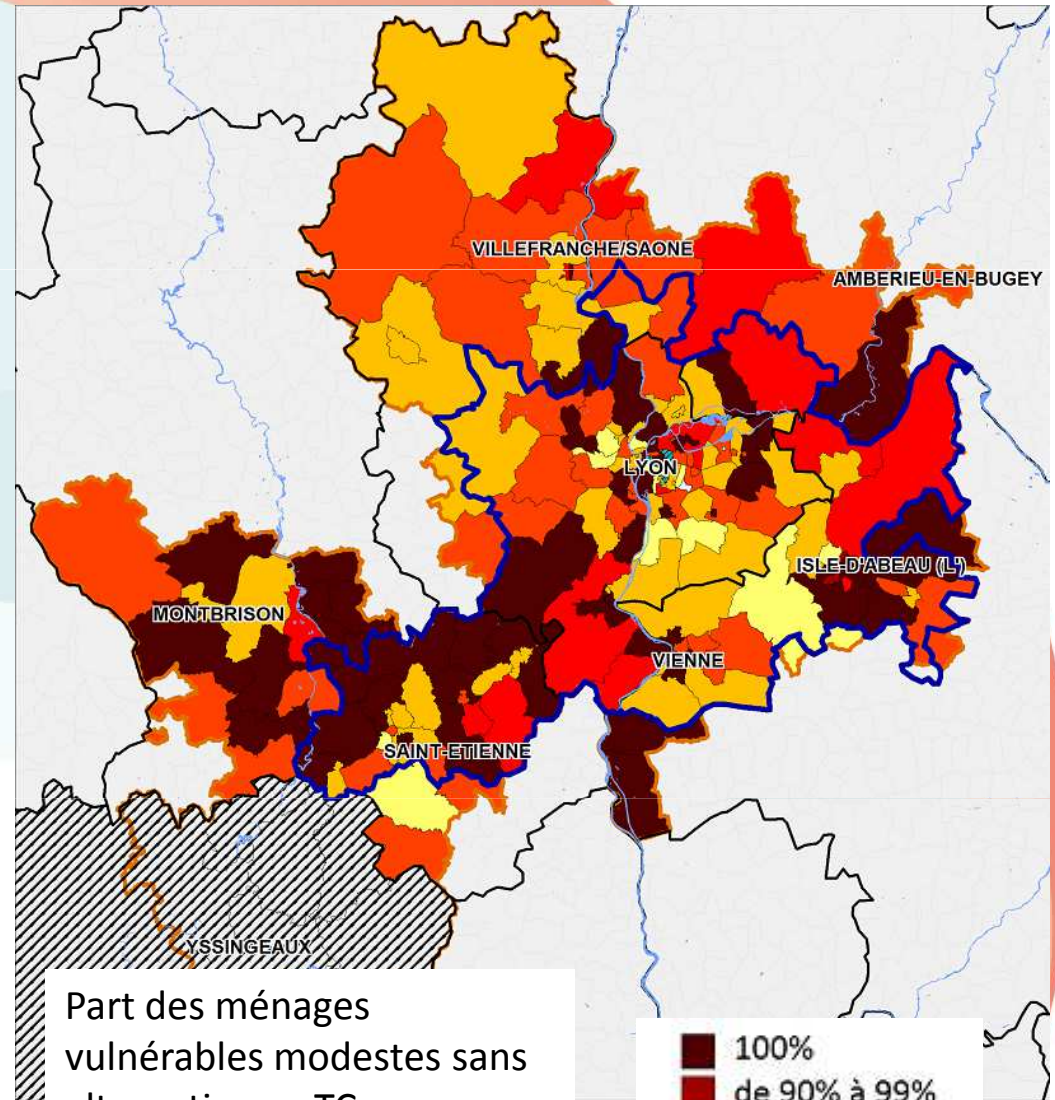 VILLEFRANCHE/SAONE
AMBERIEU-EN-BUGEY
LYON
ISLE-D'ABEAU (L')
MONTBRISON
VIENNE
SAINT-ETIENNE
YSSINGEAUX
Part des ménages
vulnérables modestes sans
100%
de 90% à 99%